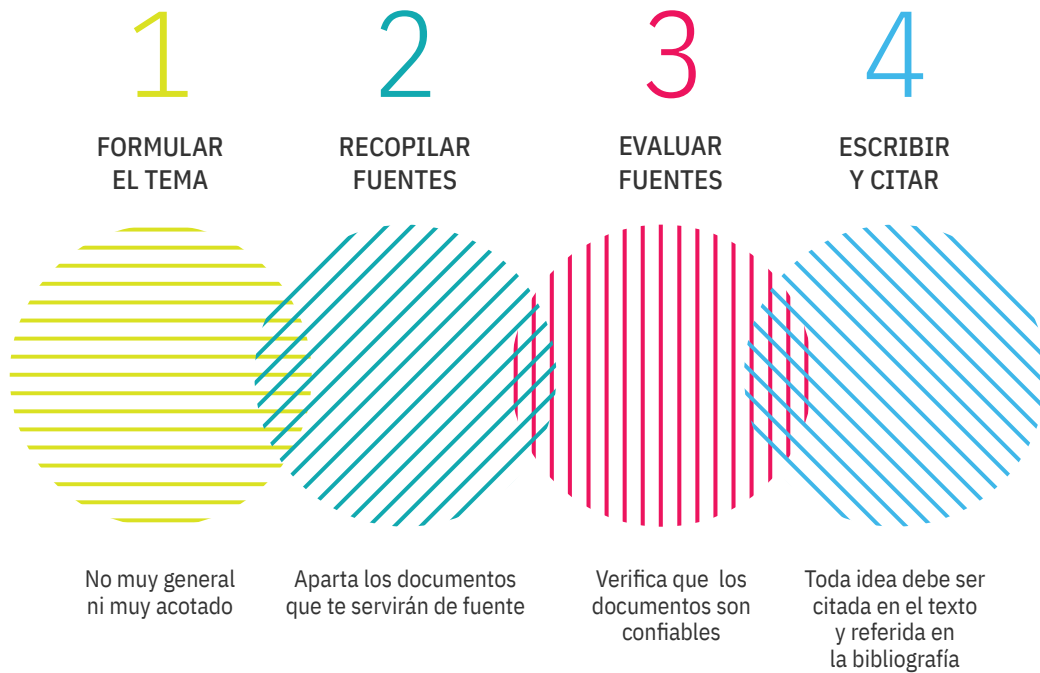 1
FORMULAR
EL TEMA
No muy general
ni muy acotado
2
RECOPILAR
FUENTES
Aparta los documentos
que te servirán de fuente
3
EVALUAR
FUENTES
Verifica que los
documentos son
confiables
4
ESCRIBIR
Y CITAR
Toda idea debe ser
citada en el texto
y referida en
la bibliografía